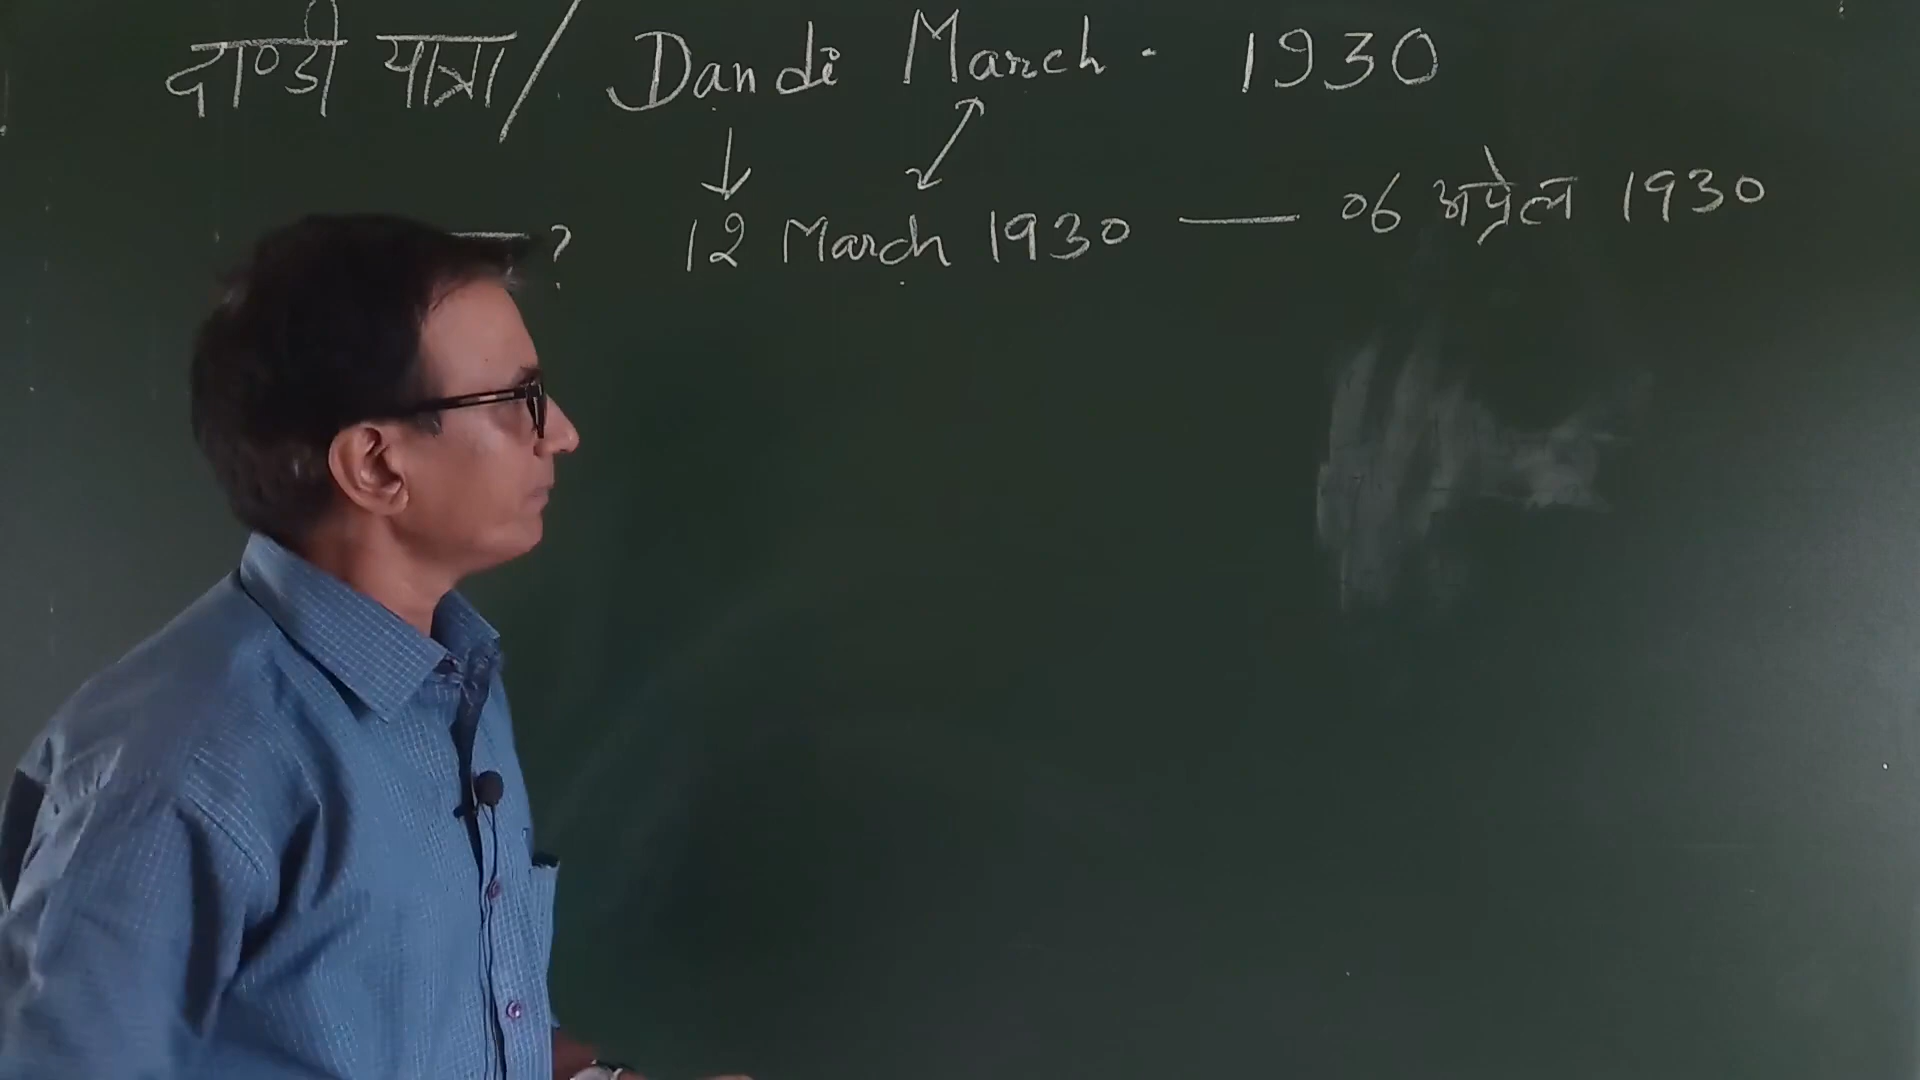 दाण्डी यात्रा / Dandi March - 1930
? 12 March 1930 — 06 अप्रेल 1930